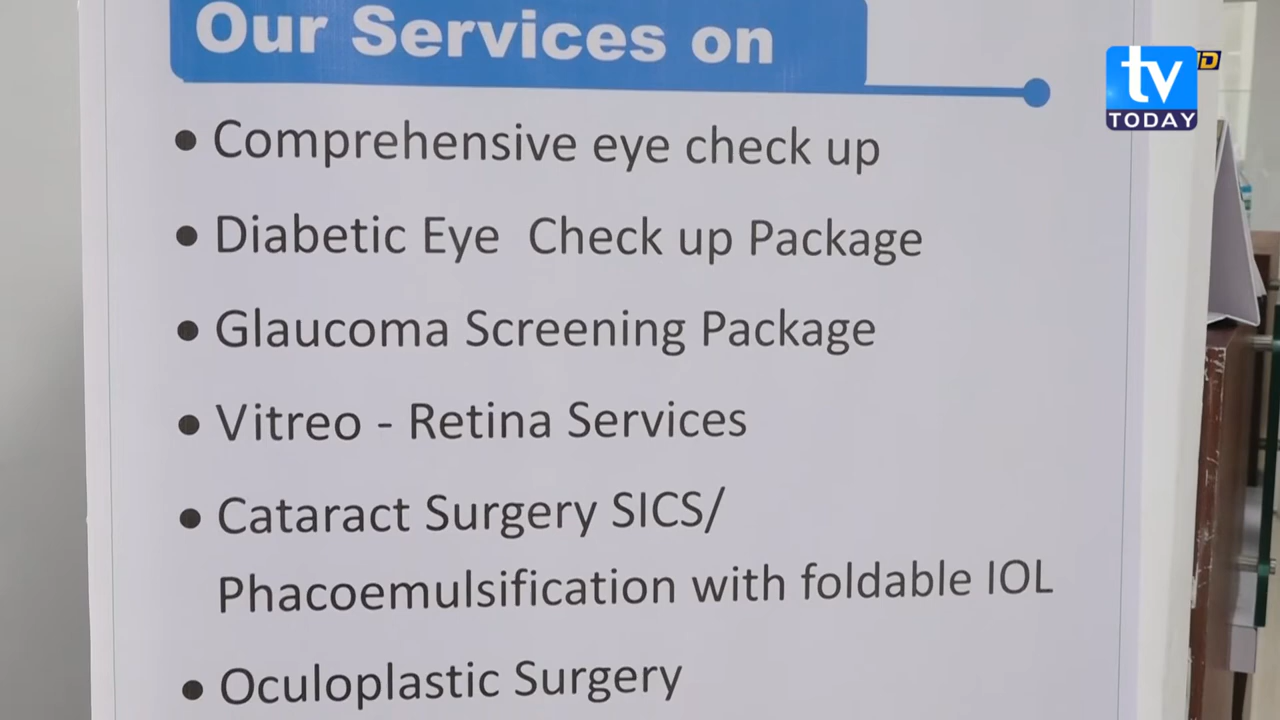 Our Services on
tv
TODAY
• Comprehensive eye check up
• Diabetic Eye Check up Package
• Glaucoma Screening Package
• Vitreo - Retina Services
• Cataract Surgery SICS/
Phacoemulsification with foldable IOL
• Oculoplastic Surgery